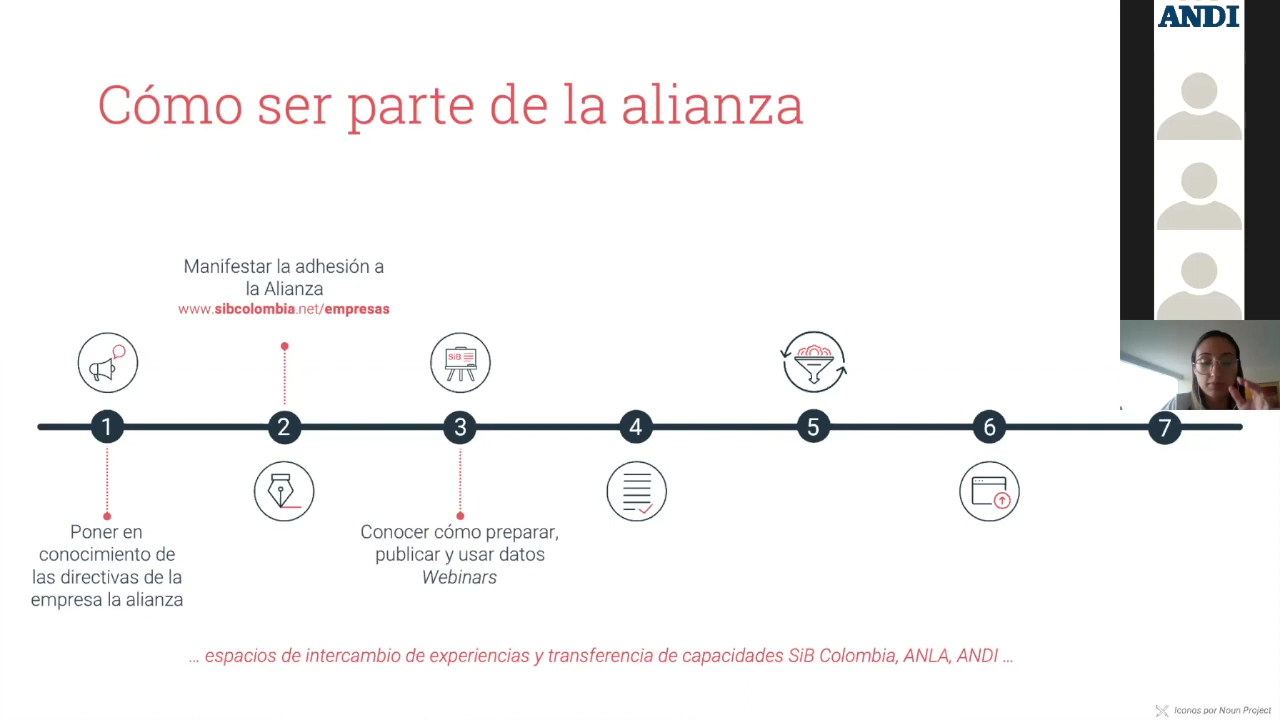 ANDI
Cómo ser parte de la alianza
Manifestar la adhesión a
la Alianza
www.sibcolombia.net/empresas
SiB
1
2
3
4
5
6
7
Poner en
conocimiento de
las directivas de la
empresa la alianza
Conocer cómo preparar,
publicar y usar datos
Webinars
... espacios de intercambio de experiencias y transferencia de capacidades SiB Colombia, ANLA, ANDI ...
Iconos por Noun Project